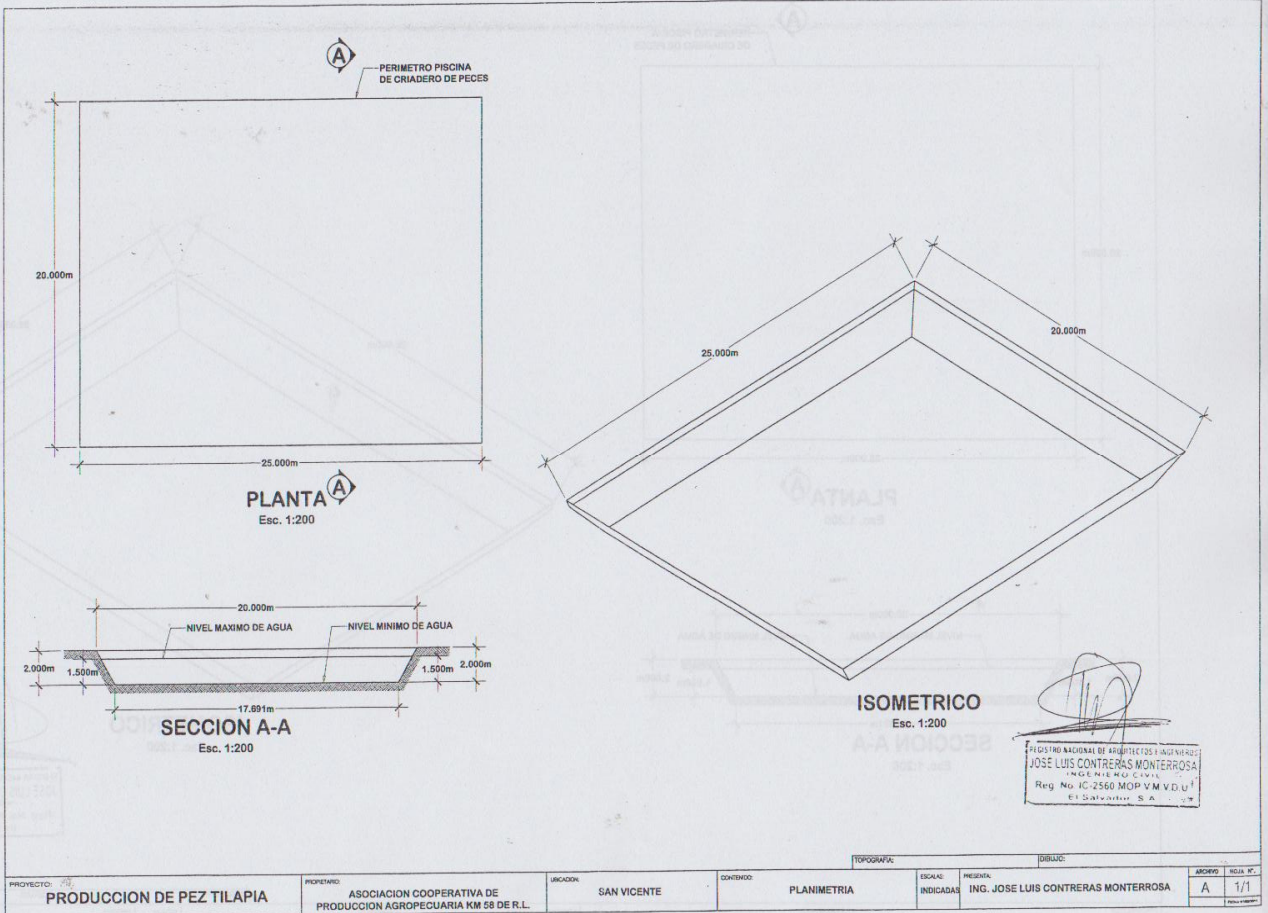 A
PERIMETRO PISCINA
DE CRIADERO DE PECES
20.000m
25.000m
PLANTA A
Esc. 1:200
25.000m
20.000m
20.000m
NIVEL MAXIMO DE AGUA
NIVEL MINIMO DE AGUA
2.000m
1.500m
1.500m
2.000m
17.691m
SECCION A-A
Esc. 1:200
ISOMETRICO
Esc. 1:200
REGISTRO NACIONAL DE ARQUITECTOS E INGENIEROS
JOSE LUIS CONTRERAS MONTERROSA
INGENIERO CIVIL
Reg. No. IC-2560 MOP V M V.D.U
El Salvador S A
TOPOGRAFIA:
DIBUJO:
PROYECTO:
PRODUCCION DE PEZ TILAPIA
PROPIETARIO:
ASOCIACION COOPERATIVA DE
PRODUCCION AGROPECUARIA KM 58 DE R.L.
UBICACION:
SAN VICENTE
CONTENIDO:
PLANIMETRIA
ESCALAS:
INDICADAS
PRESENTA:
ING. JOSE LUIS CONTRERAS MONTERROSA
ARCHIVO
A
HOJA Nº.
1/1